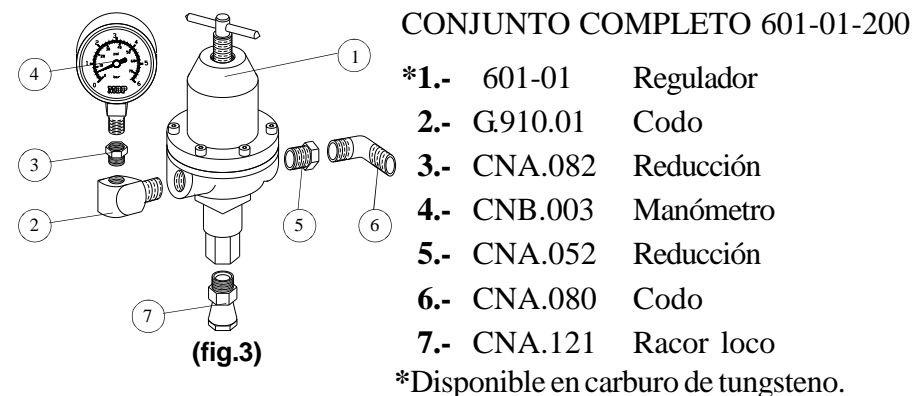 CONJUNTO COMPLETO 601-01-200
*1.- 601-01 Regulador
2.- G.910.01 Codo
3.- CNA.082 Reducción
4.- CNB.003 Manómetro
5.- CNA.052 Reducción
6.- CNA.080 Codo
7.- CNA.121 Racor loco
*Disponible en carburo de tungsteno.
4
1
3
2
5
6
7
MBP
(fig.3)